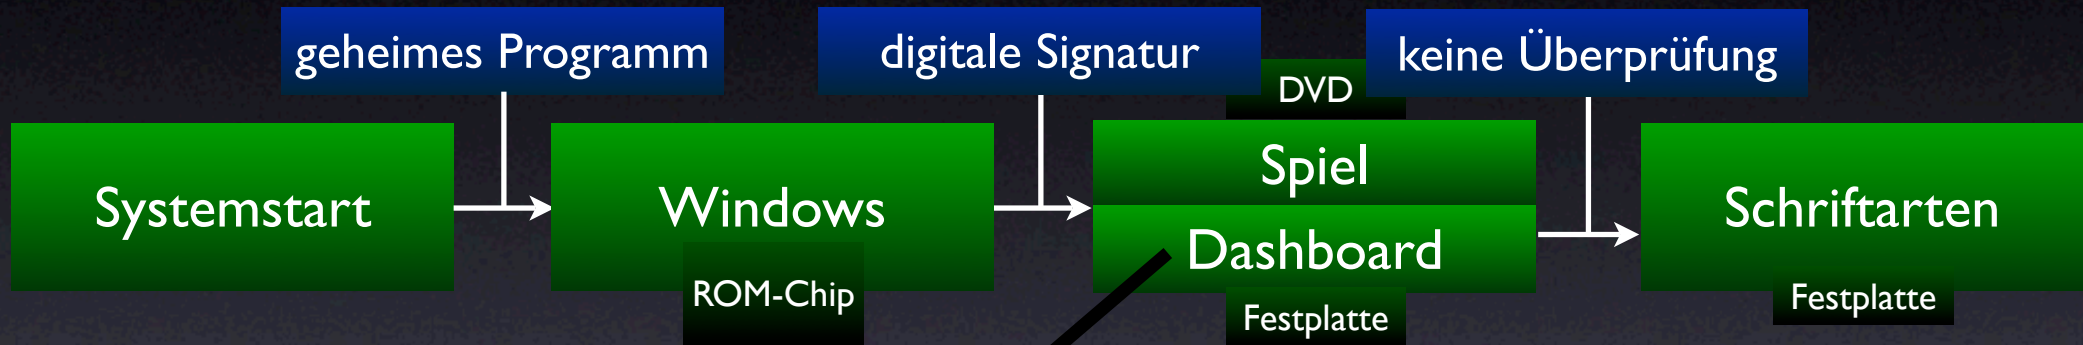 geheimes Programm
digitale Signatur
keine Überprüfung
DVD
Systemstart
Windows
Spiel
Dashboard
Schriftarten
ROM-Chip
Festplatte
Festplatte